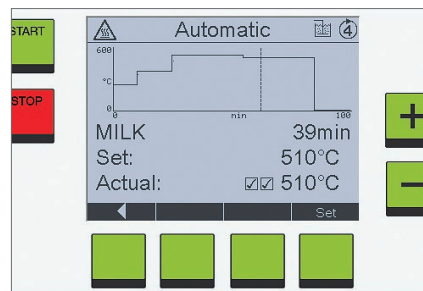 START
STOP
Automatic
4
600
°C
0
0
min
100
MILK
39min
Set:
510°C
Actual:
☑☑ 510°C
Set
+
−